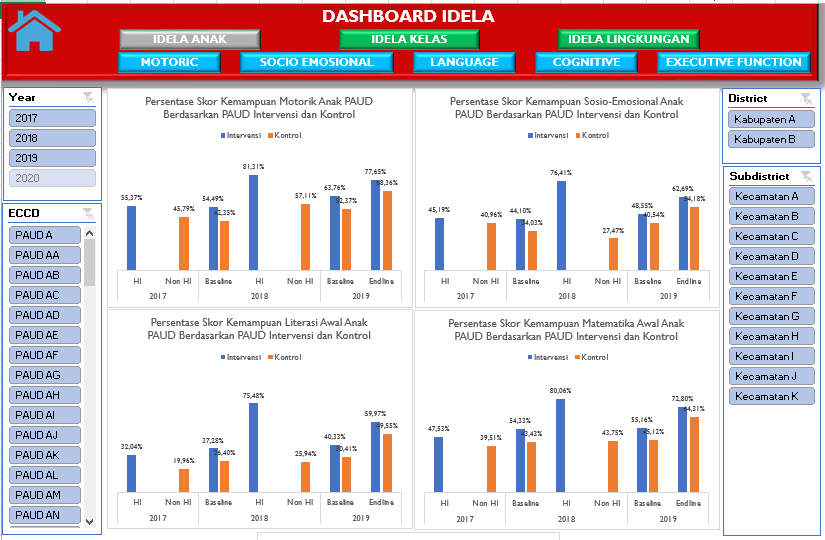 DASHBOARD IDELA
IDELA ANAK
IDELA KELAS
IDELA LINGKUNGAN
MOTORIC
SOCIO EMOSIONAL
LANGUAGE
COGNITIVE
EXECUTIVE FUNCTION
Year
2017
2018
2019
2020
ECCD
PAUD A
PAUD AA
PAUD AB
PAUD AC
PAUD AD
PAUD AE
PAUD AF
PAUD AG
PAUD AH
PAUD AI
PAUD AJ
PAUD AK
PAUD AL
PAUD AM
PAUD AN
Persentase Skor Kemampuan Motorik Anak PAUD
Berdasarkan PAUD Intervensi dan Kontrol
Intervensi Kontrol
55,37% 45,79% 54,49% 42,35% 81,31% 57,11% 63,76% 52,37% 77,65% 68,36%
HI Non HI Baseline HI Non HI Baseline Endline
2017 2018 2019
Persentase Skor Kemampuan Sosio-Emosional Anak
PAUD Berdasarkan PAUD Intervensi dan Kontrol
Intervensi Kontrol
45,19% 40,96% 44,10% 34,03% 76,41% 27,47% 48,55% 40,54% 62,69% 54,18%
HI Non HI Baseline HI Non HI Baseline Endline
2017 2018 2019
Persentase Skor Kemampuan Literasi Awal Anak
PAUD Berdasarkan PAUD Intervensi dan Kontrol
Intervensi Kontrol
32,04% 19,96% 37,28% 26,40% 75,48% 25,94% 40,33% 30,41% 59,97% 49,55%
HI Non HI Baseline HI Non HI Baseline Endline
2017 2018 2019
Persentase Skor Kemampuan Matematika Awal Anak
PAUD Berdasarkan PAUD Intervensi dan Kontrol
Intervensi Kontrol
47,53% 39,51% 54,33% 43,43% 80,06% 43,75% 55,16% 45,12% 72,80% 64,31%
HI Non HI Baseline HI Non HI Baseline Endline
2017 2018 2019
District
Kabupaten A
Kabupaten B
Subdistrict
Kecamatan A
Kecamatan B
Kecamatan C
Kecamatan D
Kecamatan E
Kecamatan F
Kecamatan G
Kecamatan H
Kecamatan I
Kecamatan J
Kecamatan K